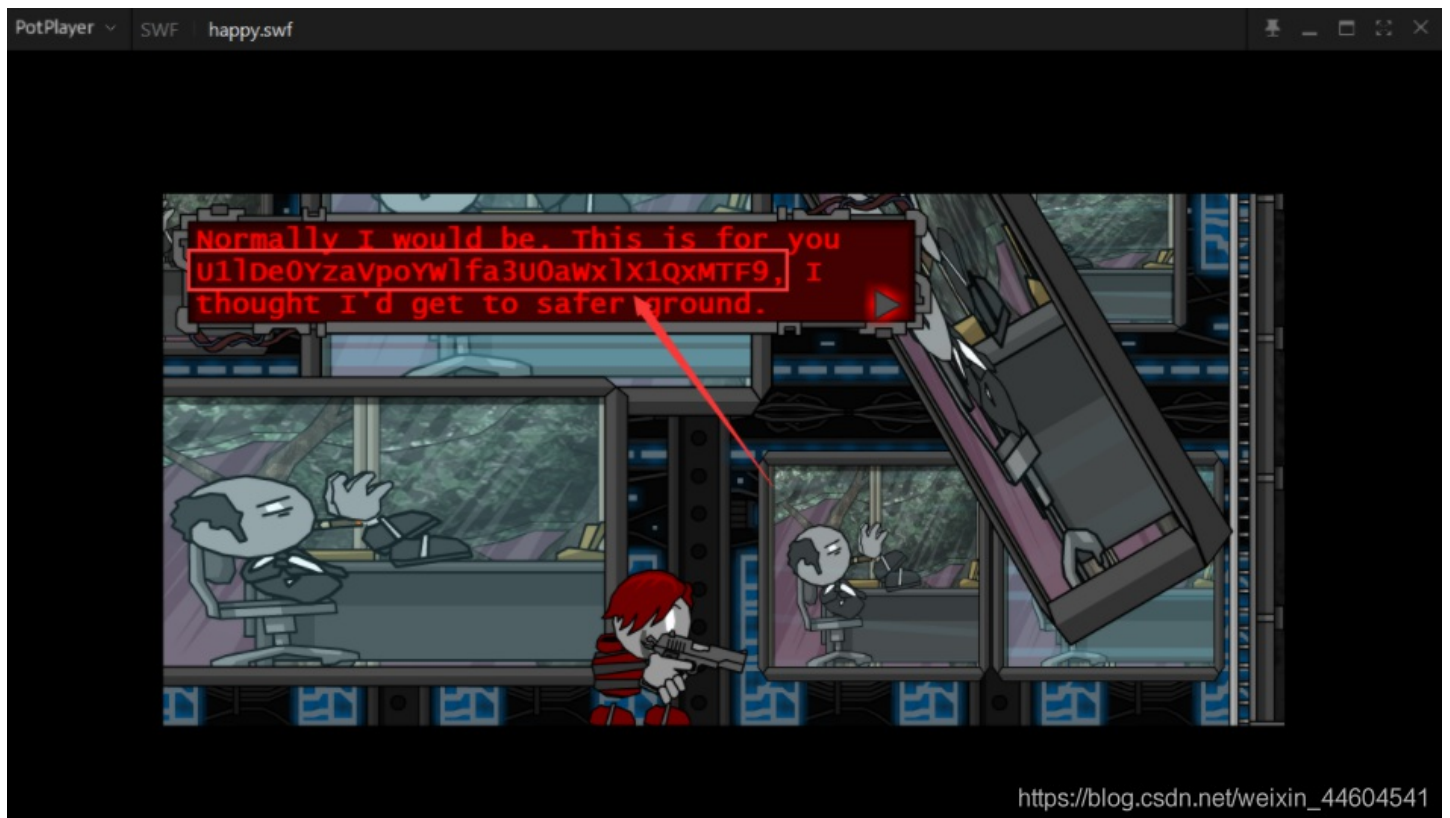 PotPlayer SWF happy.swf
Normally I would be. This is for you
U1lDe0YzaVpoYWlfa3U0aWxlX1QxMTF9, I
thought I'd get to safer ground.
https://blog.csdn.net/weixin_44604541